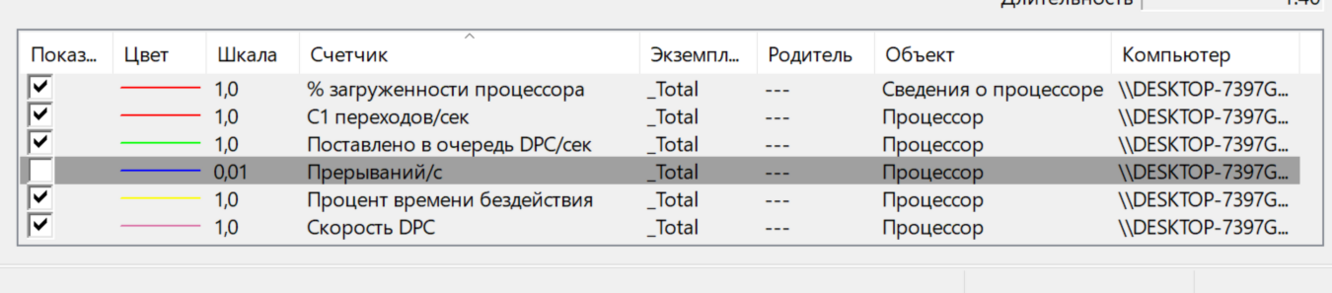 Длительность 1:40
Показ... Цвет Шкала Счетчик Экземпл... Родитель Объект Компьютер
1,0 % загруженности процессора _Total --- Сведения о процессоре \\DESKTOP-7397G...
1,0 C1 переходов/сек _Total --- Процессор \\DESKTOP-7397G...
1,0 Поставлено в очередь DPC/сек _Total --- Процессор \\DESKTOP-7397G...
0,01 Прерываний/с _Total --- Процессор \\DESKTOP-7397G...
1,0 Процент времени бездействия _Total --- Процессор \\DESKTOP-7397G...
1,0 Скорость DPC _Total --- Процессор \\DESKTOP-7397G...